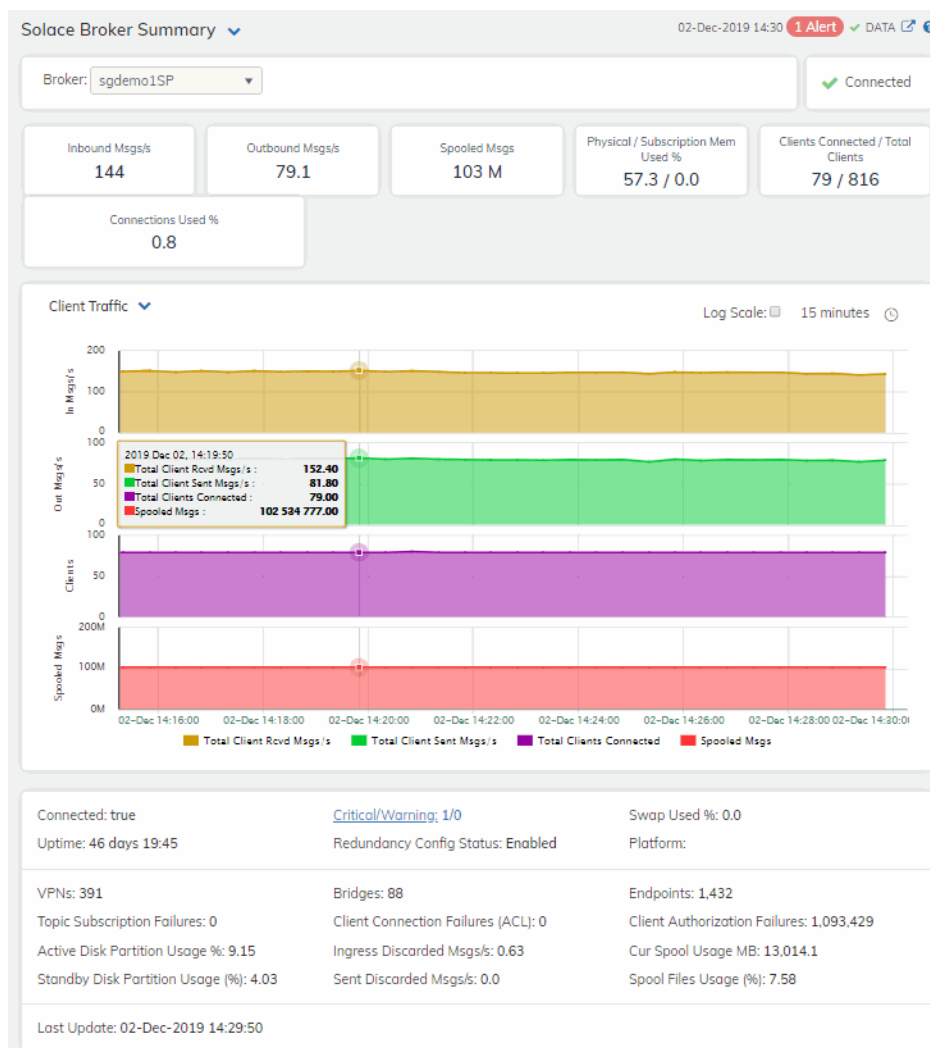 Solace Broker Summary
02-Dec-2019 14:30 1 Alert DATA
Broker: sgdemo1SP
Connected
Inbound Msgs/s
144
Outbound Msgs/s
79.1
Spooled Msgs
103 M
Physical / Subscription Mem
Used %
57.3 / 0.0
Clients Connected / Total
Clients
79 / 816
Connections Used %
0.8
Client Traffic
Log Scale: 15 minutes
200
100
0
In Msgs/s
100
50
0
Out Msgs/s
2019 Dec 02, 14:19:50
Total Client Rcvd Msgs/s : 152.40
Total Client Sent Msgs/s : 81.80
Total Clients Connected : 79.00
Spooled Msgs : 102 534 777.00
100
50
0
Clients
200M
100M
0M
Spooled Msgs
02-Dec 14:16:00 02-Dec 14:18:00 02-Dec 14:20:00 02-Dec 14:22:00 02-Dec 14:24:00 02-Dec 14:26:00 02-Dec 14:28:00 02-Dec 14:30:0
Total Client Rcvd Msgs/s Total Client Sent Msgs/s Total Clients Connected Spooled Msgs
Connected: true Critical/Warning: 1/0 Swap Used %: 0.0
Uptime: 46 days 19:45 Redundancy Config Status: Enabled Platform:
VPNs: 391 Bridges: 88 Endpoints: 1,432
Topic Subscription Failures: 0 Client Connection Failures (ACL): 0 Client Authorization Failures: 1,093,429
Active Disk Partition Usage %: 9.15 Ingress Discarded Msgs/s: 0.63 Cur Spool Usage MB: 13,014.1
Standby Disk Partition Usage (%): 4.03 Sent Discarded Msgs/s: 0.0 Spool Files Usage (%): 7.58
Last Update: 02-Dec-2019 14:29:50